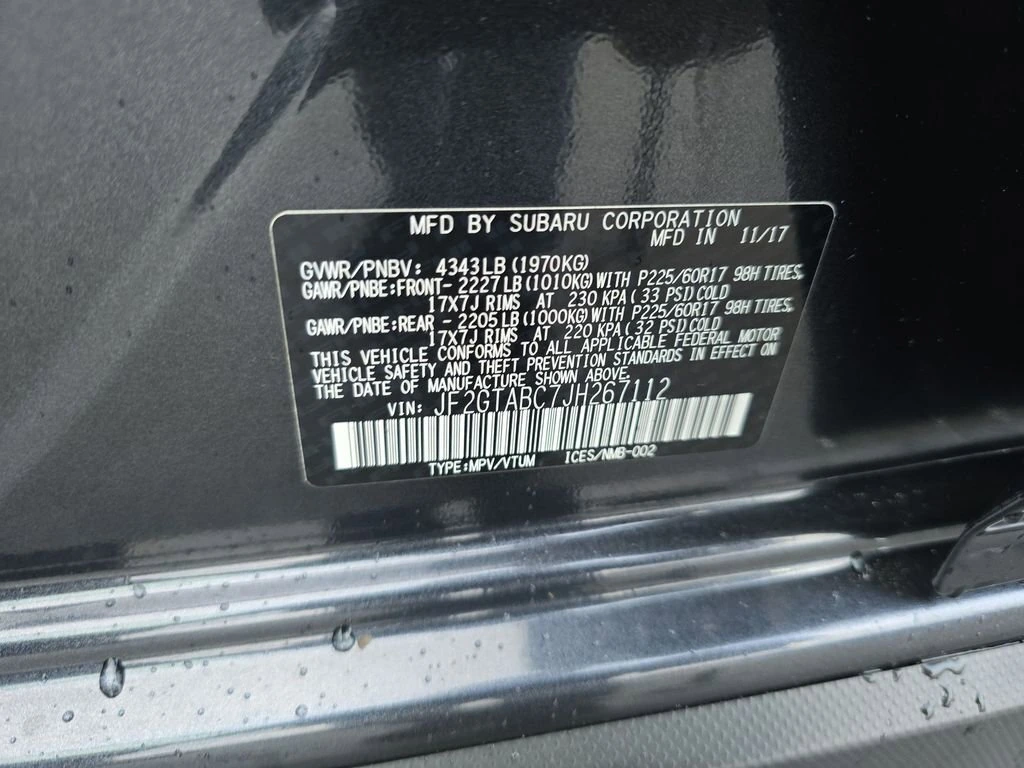 MFD BY SUBARU CORPORATION
MFD IN 11/17
GVWR/PNBV: 4343LB (1970KG)
GAWR/PNBE:FRONT- 2227LB (1010KG) WITH P225/60R17 98H TIRES,
17X7J RIMS AT 230 KPA ( 33 PSI) COLD
GAWR/PNBE:REAR - 2205LB (1000KG) WITH P225/60R17 98H TIRES,
17X7J RIMS AT 220 KPA ( 32 PSI) COLD
THIS VEHICLE CONFORMS TO ALL APPLICABLE FEDERAL MOTOR
VEHICLE SAFETY AND THEFT PREVENTION STANDARDS IN EFFECT ON
THE DATE OF MANUFACTURE SHOWN ABOVE.
VIN: JF2GTABC7JH267112
TYPE:MPV/VTUM ICES/NMB-002